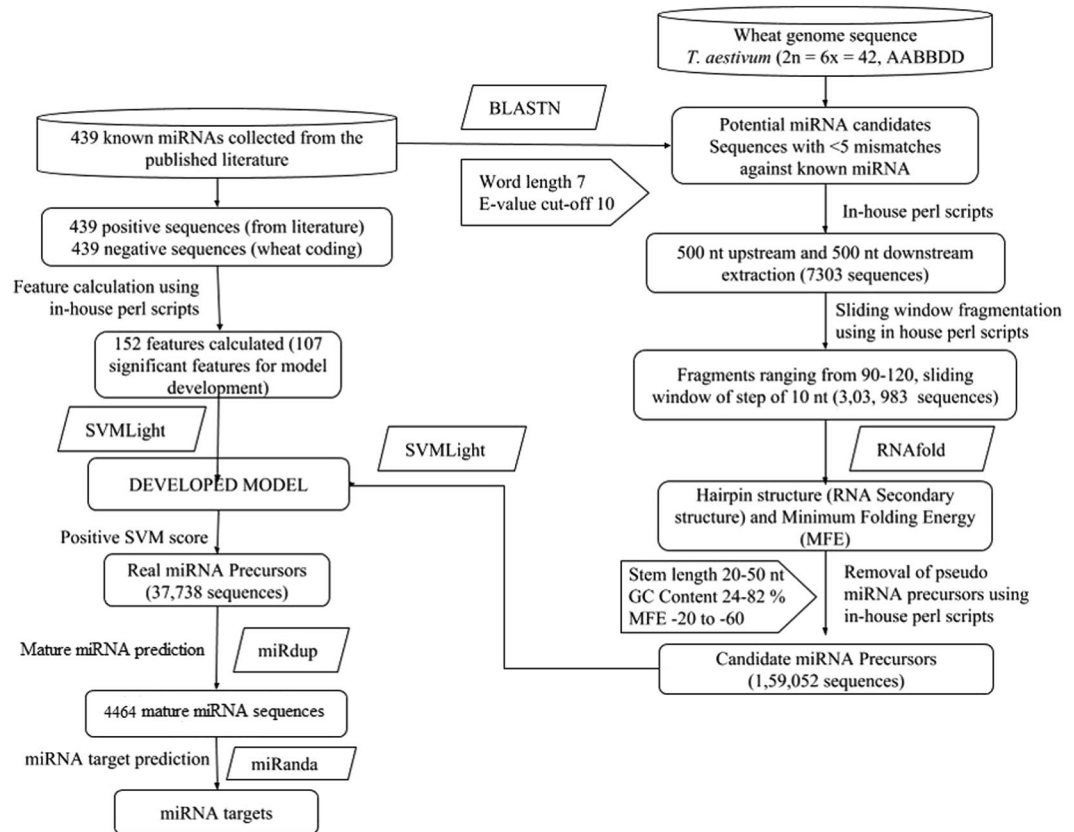 Wheat genome sequence
T. aestivum (2n = 6x = 42, AABBDD
BLASTN
439 known miRNAs collected from the
published literature
Potential miRNA candidates
Sequences with <5 mismatches
against known miRNA
Word length 7
E-value cut-off 10
In-house perl scripts
439 positive sequences (from literature)
439 negative sequences (wheat coding)
500 nt upstream and 500 nt downstream
extraction (7303 sequences)
Feature calculation using
in-house perl scripts
Sliding window fragmentation
using in house perl scripts
152 features calculated (107
significant features for model
development)
Fragments ranging from 90-120, sliding
window of step of 10 nt (3,03, 983 sequences)
SVMLight
SVMLight
RNAfold
DEVELOPED MODEL
Hairpin structure (RNA Secondary
structure) and Minimum Folding Energy
(MFE)
Positive SVM score
Real miRNA Precursors
(37,738 sequences)
Stem length 20-50 nt
GC Content 24-82 %
MFE -20 to -60
Removal of pseudo
miRNA precursors using
in-house perl scripts
Mature miRNA prediction
miRdup
Candidate miRNA Precursors
(1,59,052 sequences)
4464 mature miRNA sequences
miRNA target prediction
miRanda
miRNA targets